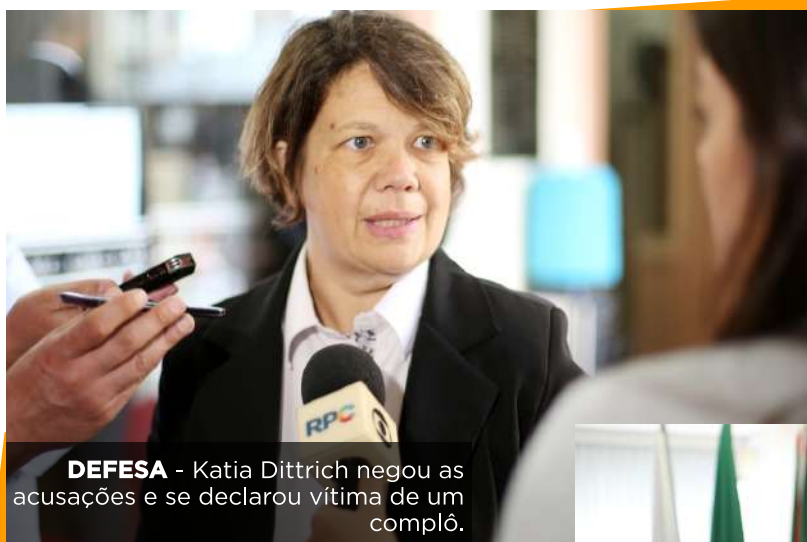 RPC
DEFESA - Katia Dittrich negou as
acusações e se declarou vítima de um
complô.